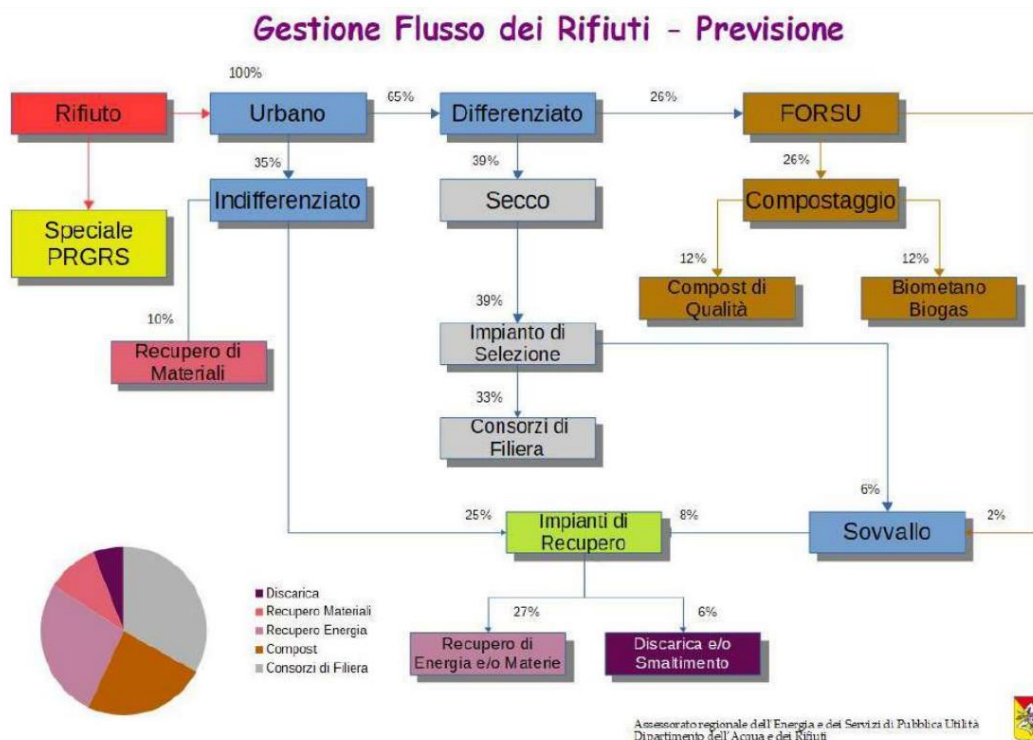 Gestione Flusso dei Rifiuti - Previsione
100%
Rifiuto
Urbano
65%
Differenziato
26%
FORSU
35%
39%
26%
Indifferenziato
Secco
Compostaggio
Speciale
PRGRS
12%
12%
Compost di
Qualità
Biometano
Biogas
10%
39%
Recupero di
Materiali
Impianto di
Selezione
33%
Consorzi di
Filiera
6%
25%
Impianti di
Recupero
8%
Sovvallo
2%
Discarica
Recupero Materiali
Recupero Energia
Compost
Consorzi di Filiera
27%
6%
Recupero di
Energia e/o Materie
Discarica e/o
Smaltimento
Assessorato regionale dell'Energia e dei Servizi di Pubblica Utilità
Dipartimento dell'Acqua e dei Rifiuti